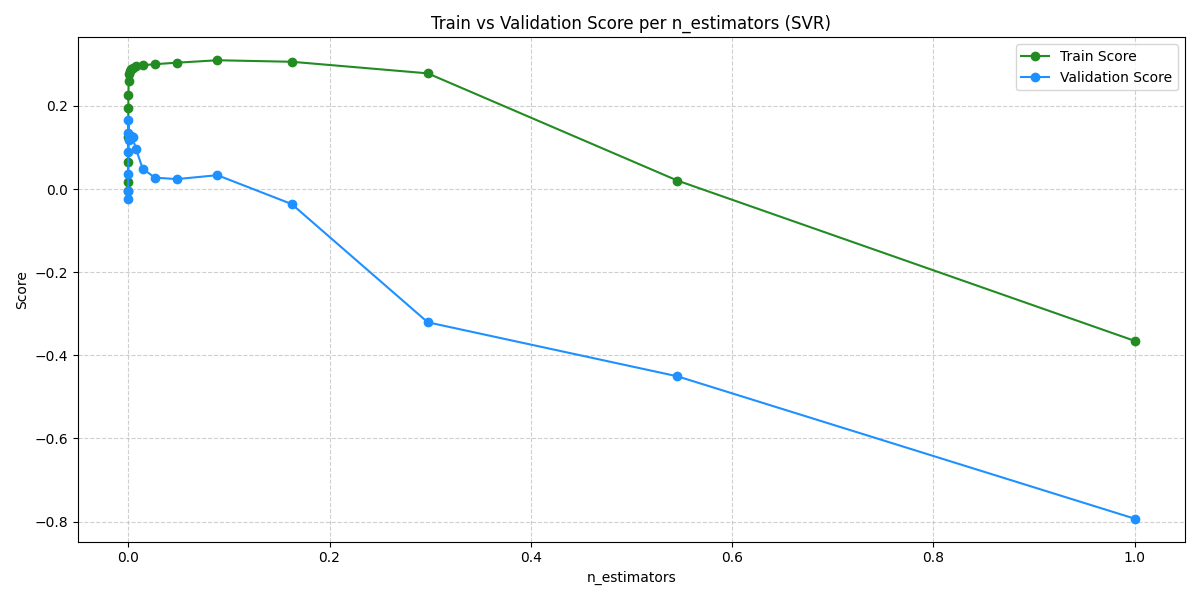 Train vs Validation Score per n_estimators (SVR)
Train Score
Validation Score
Score
0.2
0.0
−0.2
−0.4
−0.6
−0.8
0.0 0.2 0.4 0.6 0.8 1.0
n_estimators